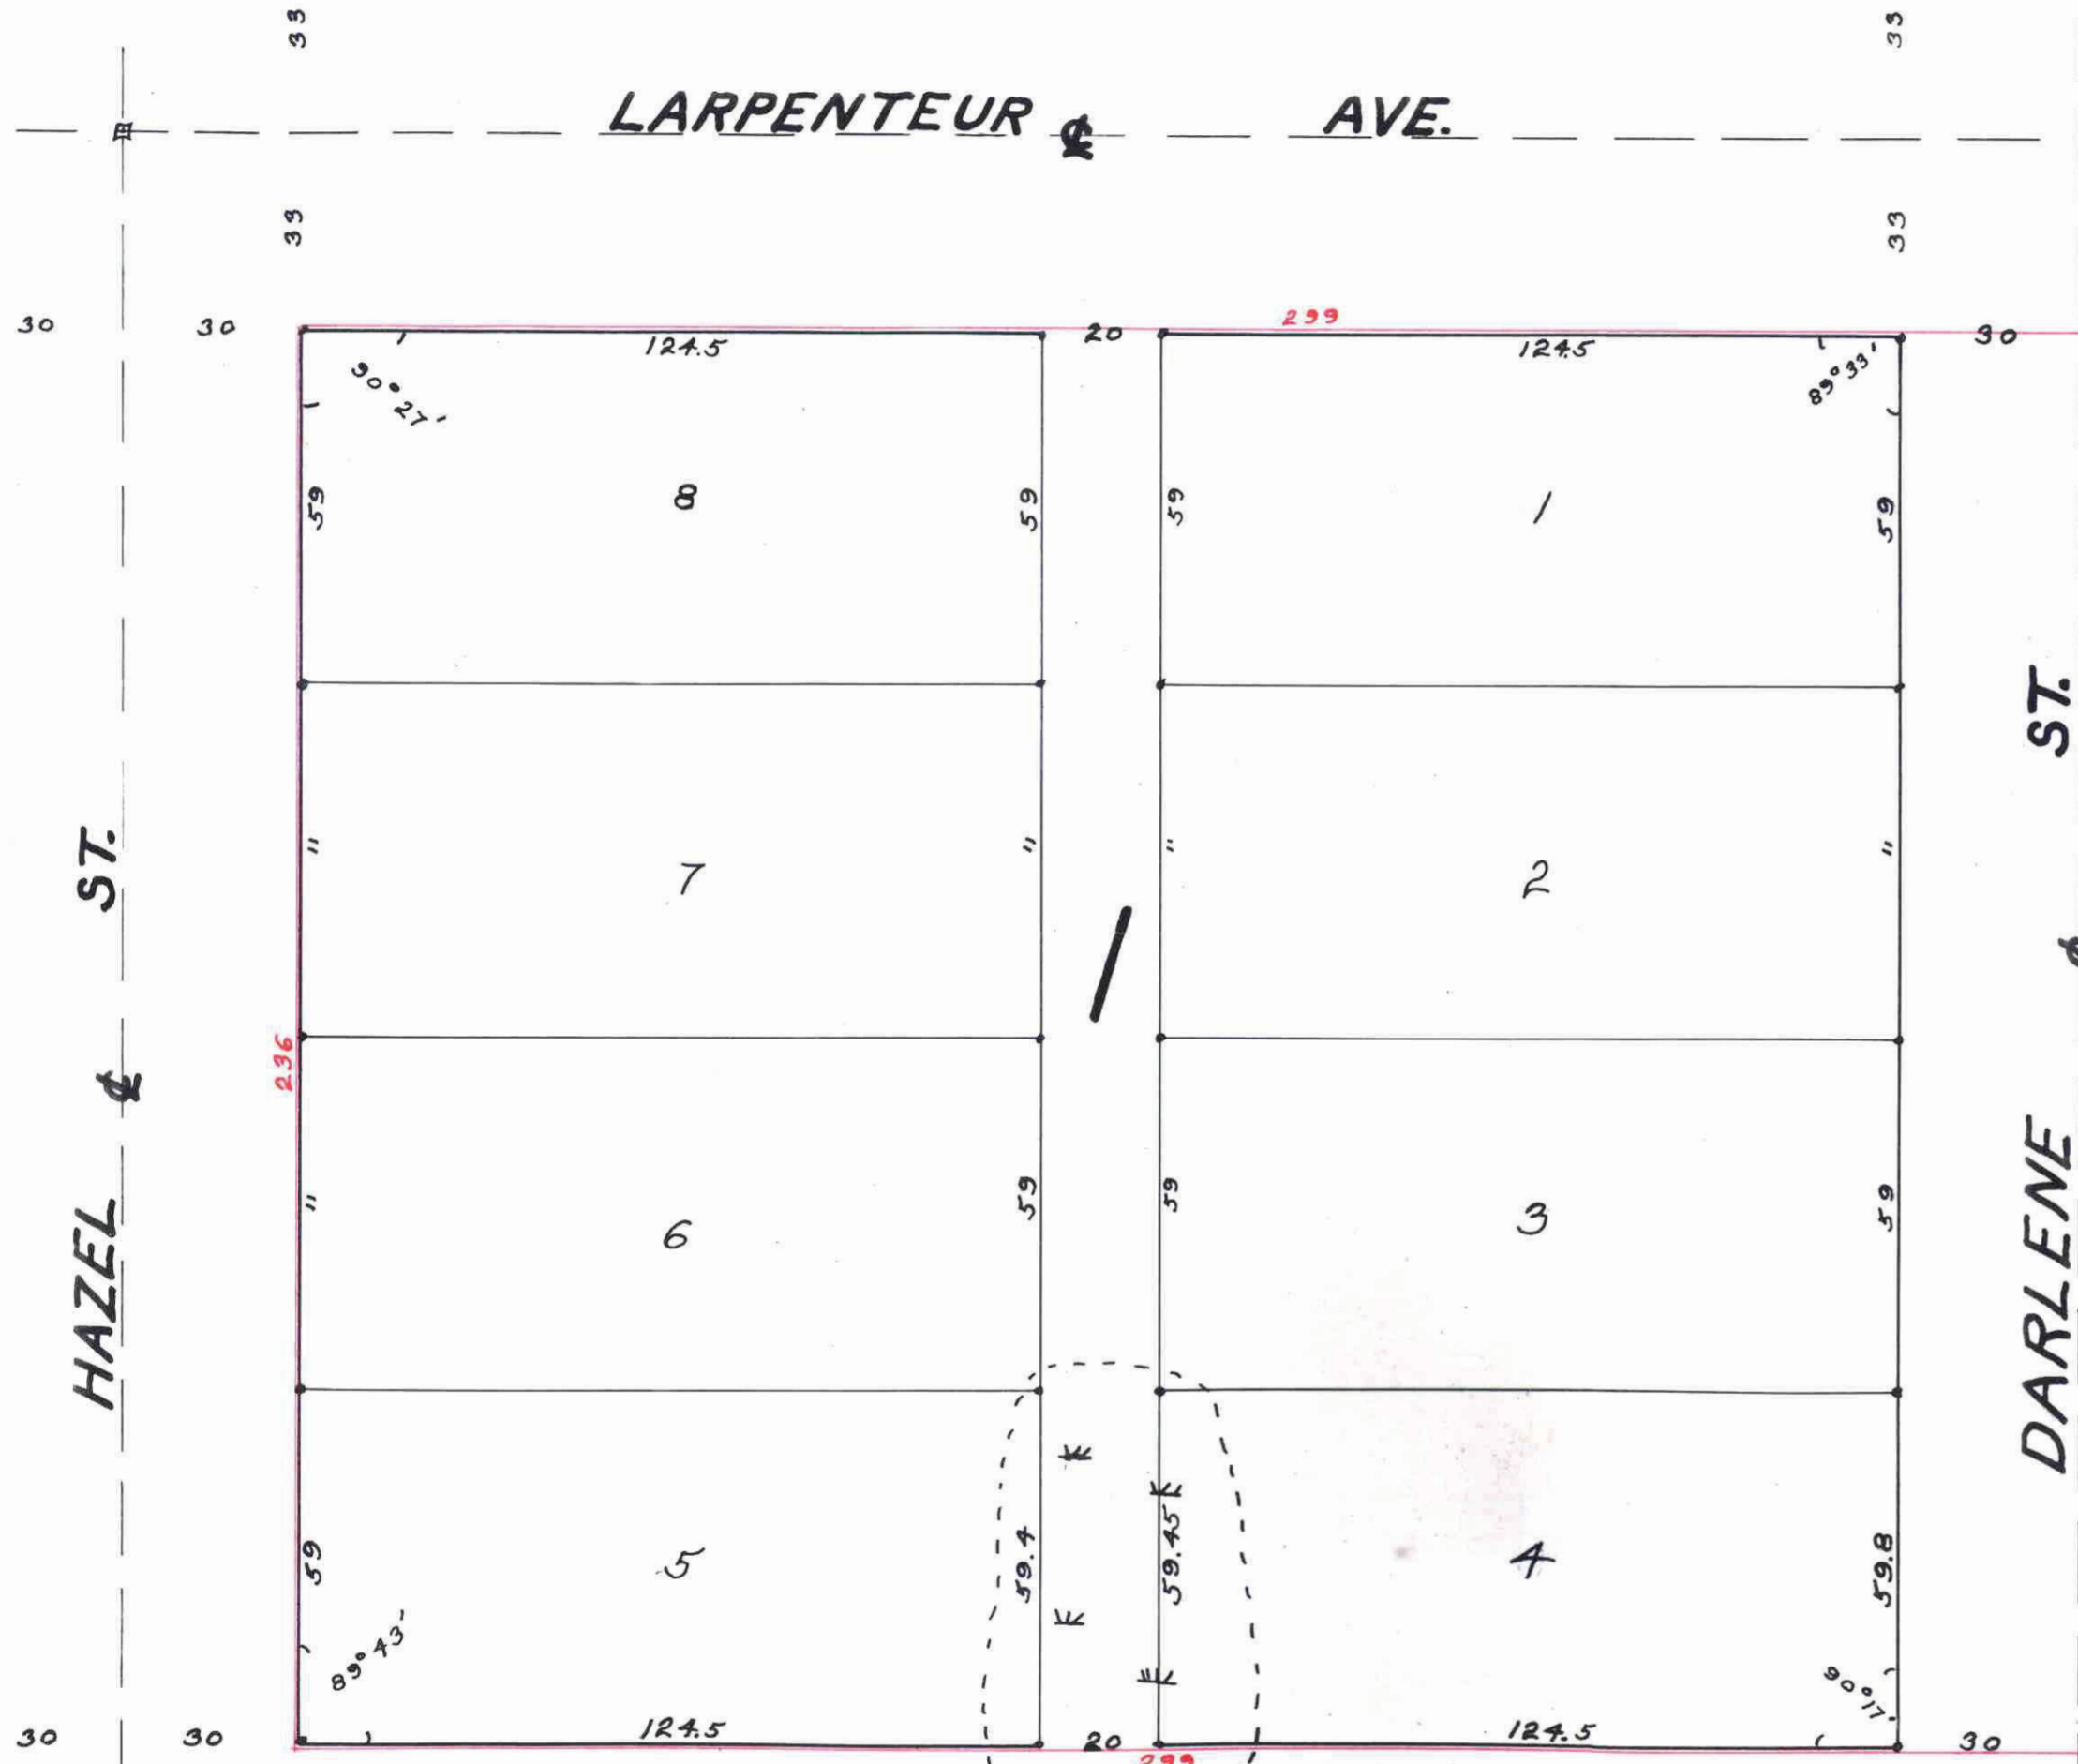 33 33
LARPENTEUR ℄ AVE.
33 33
30 30 20 299 30
124.5 124.5
90°27' 89°33'
59 8 59 59 1 59
ST.
" 7 " " 2 "
ST.
236
℄ ℄
" 6 59 59 3 59
HAZEL DARLENE
1
59 5 59.4 59.45 4 59.8
89°43' 90°17'
124.5 124.5
30 30 20 30
299